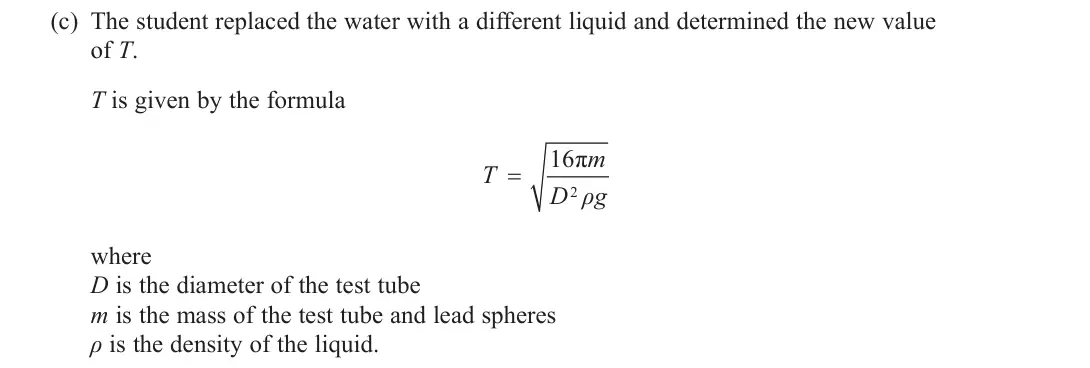 (c) The student replaced the water with a different liquid and determined the new value
of T.
T is given by the formula
T = √(16πm / D² ρg)
where
D is the diameter of the test tube
m is the mass of the test tube and lead spheres
ρ is the density of the liquid.